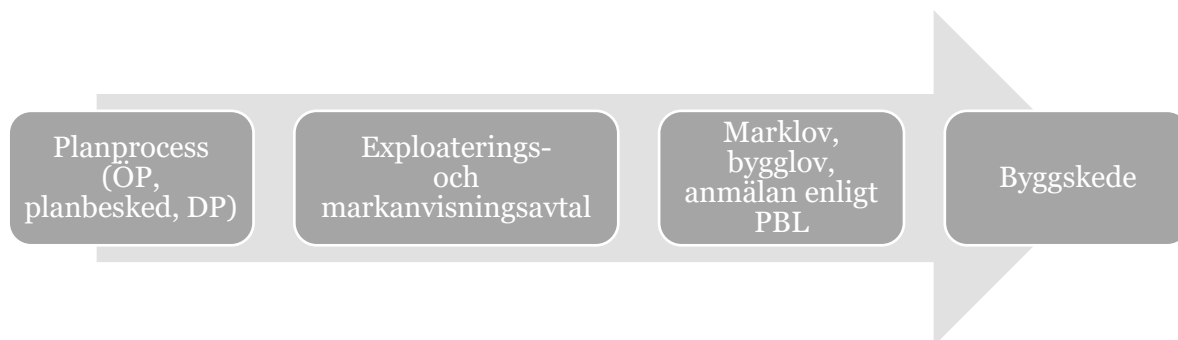 Planprocess
(ÖP,
planbesked, DP)
Exploaterings-
och
markanvisningsavtal
Marklov,
bygglov,
anmälan enligt
PBL
Byggskede